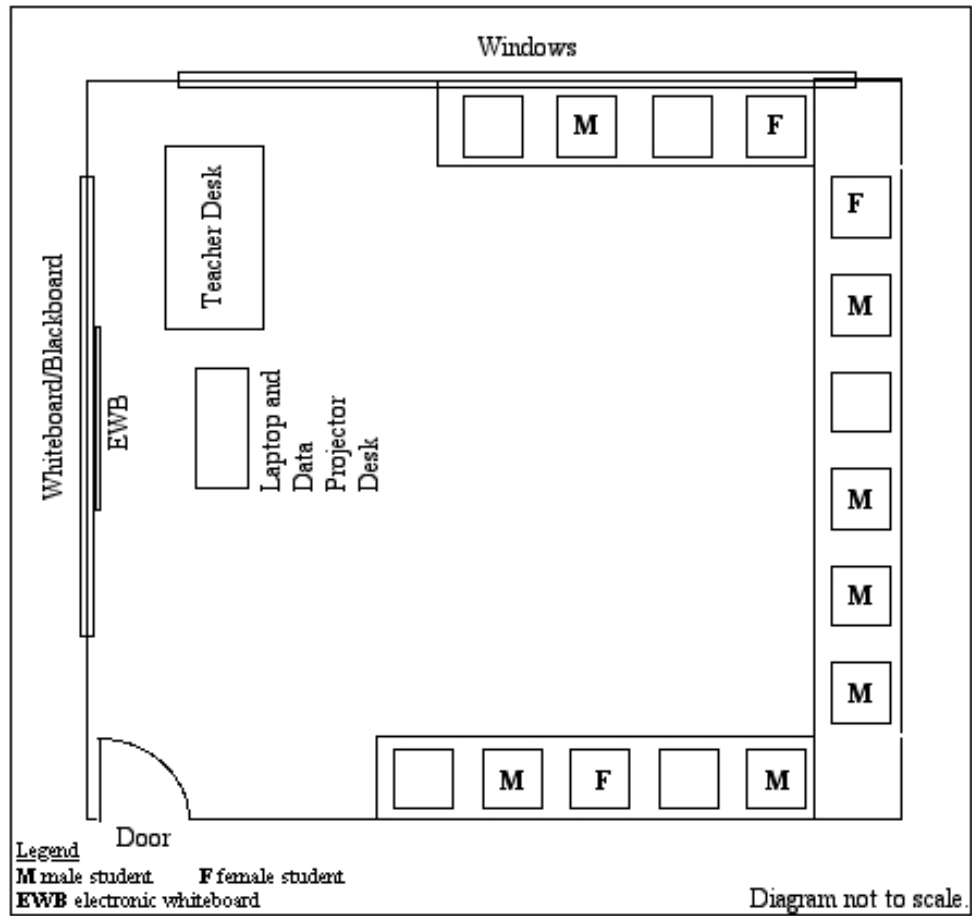 Windows
M
F
F
Teacher Desk
M
Whiteboard/Blackboard
EWB
Laptop and
Data
Projector
Desk
M
M
M
M
F
M
Door
Legend
M male student F female student
EWB electronic whiteboard
Diagram not to scale.